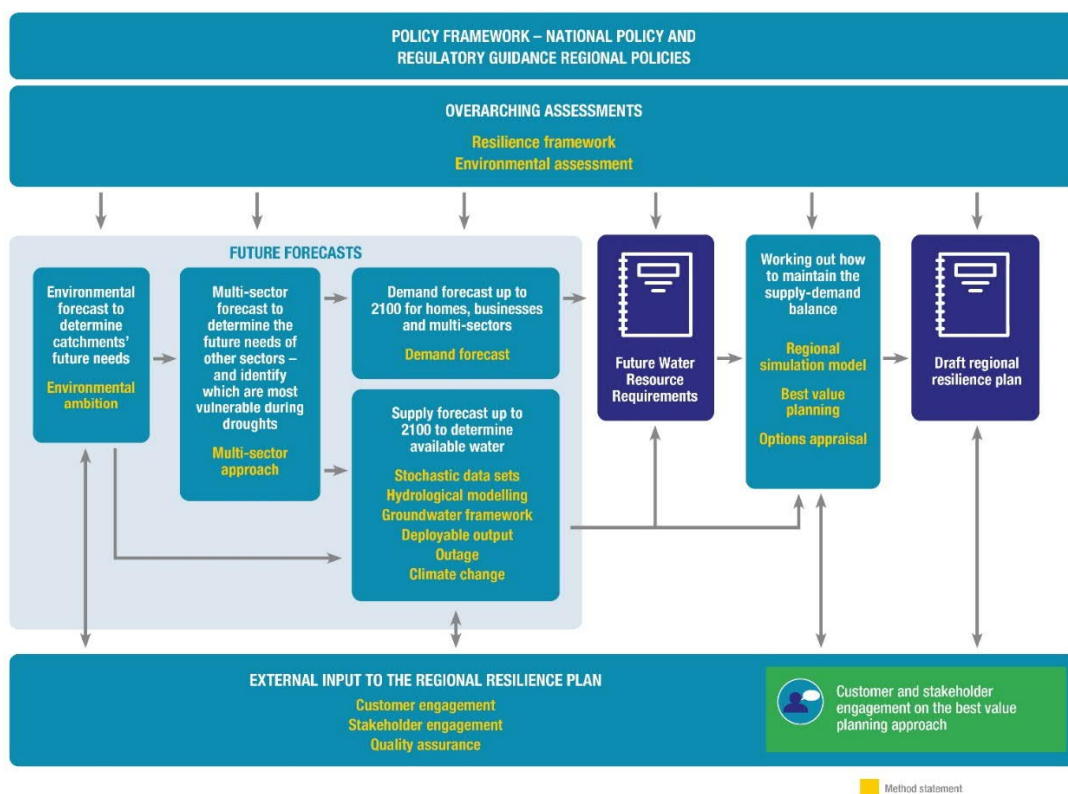 POLICY FRAMEWORK – NATIONAL POLICY AND
REGULATORY GUIDANCE REGIONAL POLICIES
OVERARCHING ASSESSMENTS
Resilience framework
Environmental assessment
FUTURE FORECASTS
Environmental
forecast to
determine
catchments'
future needs
Environmental
ambition
Multi-sector
forecast to
determine the
future needs of
other sectors –
and identify
which are most
vulnerable during
droughts
Multi-sector
approach
Demand forecast up to
2100 for homes, businesses
and multi-sectors
Demand forecast
Supply forecast up to
2100 to determine
available water
Stochastic data sets
Hydrological modelling
Groundwater framework
Deployable output
Outage
Climate change
Future Water
Resource
Requirements
Working out how
to maintain the
supply-demand
balance
Regional
simulation model
Best value
planning
Options appraisal
Draft regional
resilience plan
EXTERNAL INPUT TO THE REGIONAL RESILIENCE PLAN
Customer engagement
Stakeholder engagement
Quality assurance
Customer and stakeholder
engagement on the best value
planning approach
Method statement